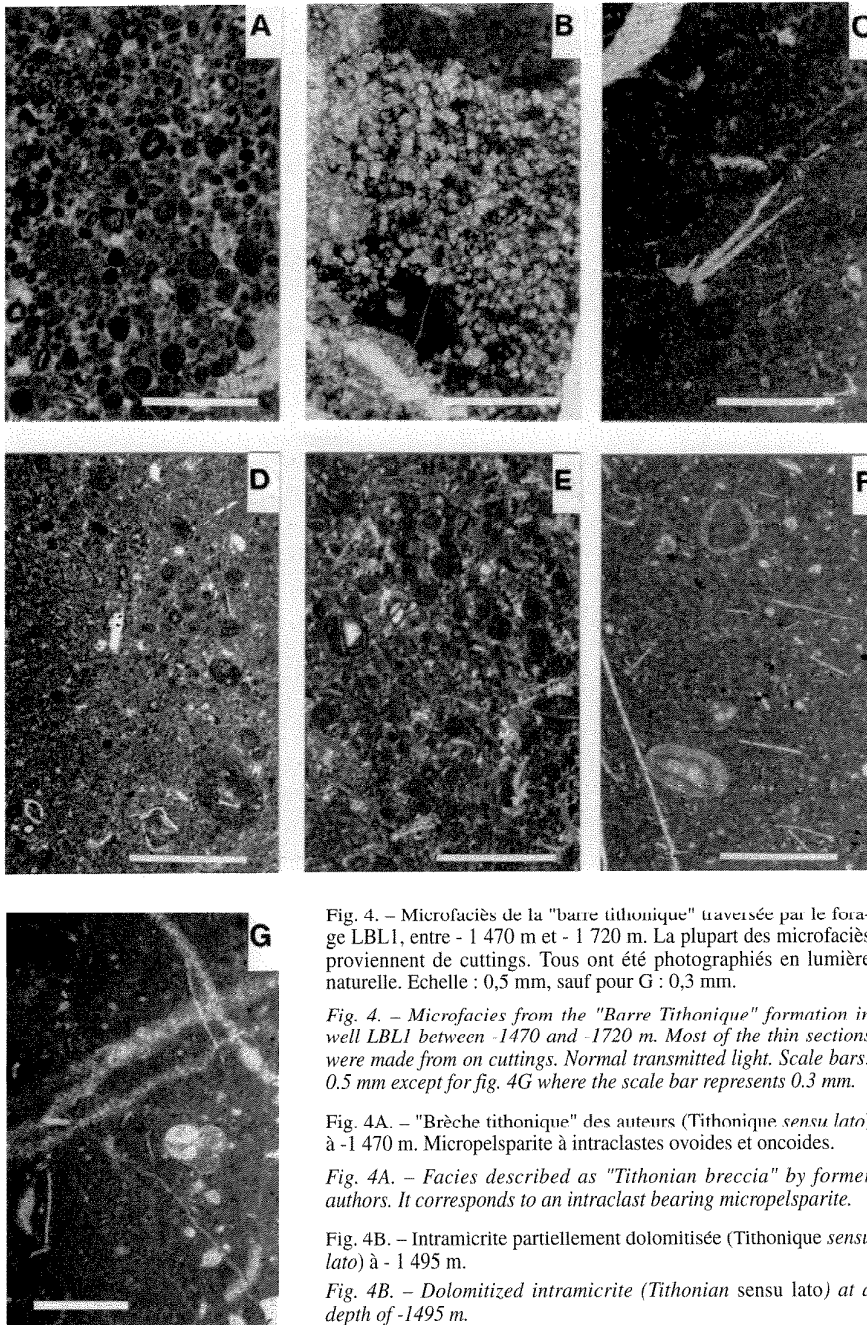 A
B
C
D
E
F
G
Fig. 4. – Microfaciès de la "barre tithonique" traversée par le fora-
ge LBL1, entre - 1 470 m et - 1 720 m. La plupart des microfaciès
proviennent de cuttings. Tous ont été photographiés en lumière
naturelle. Echelle : 0,5 mm, sauf pour G : 0,3 mm.
Fig. 4. – Microfacies from the "Barre Tithonique" formation in
well LBL1 between -1470 and -1720 m. Most of the thin sections
were made from on cuttings. Normal transmitted light. Scale bars:
0.5 mm except for fig. 4G where the scale bar represents 0.3 mm.
Fig. 4A. – "Brèche tithonique" des auteurs (Tithonique sensu lato)
à -1 470 m. Micropelsparite à intraclastes ovoides et oncoides.
Fig. 4A. – Facies described as "Tithonian breccia" by former
authors. It corresponds to an intraclast bearing micropelsparite.
Fig. 4B. – Intramicrite partiellement dolomitisée (Tithonique sensu
lato) à - 1 495 m.
Fig. 4B. – Dolomitized intramicrite (Tithonian sensu lato) at a
depth of -1495 m.